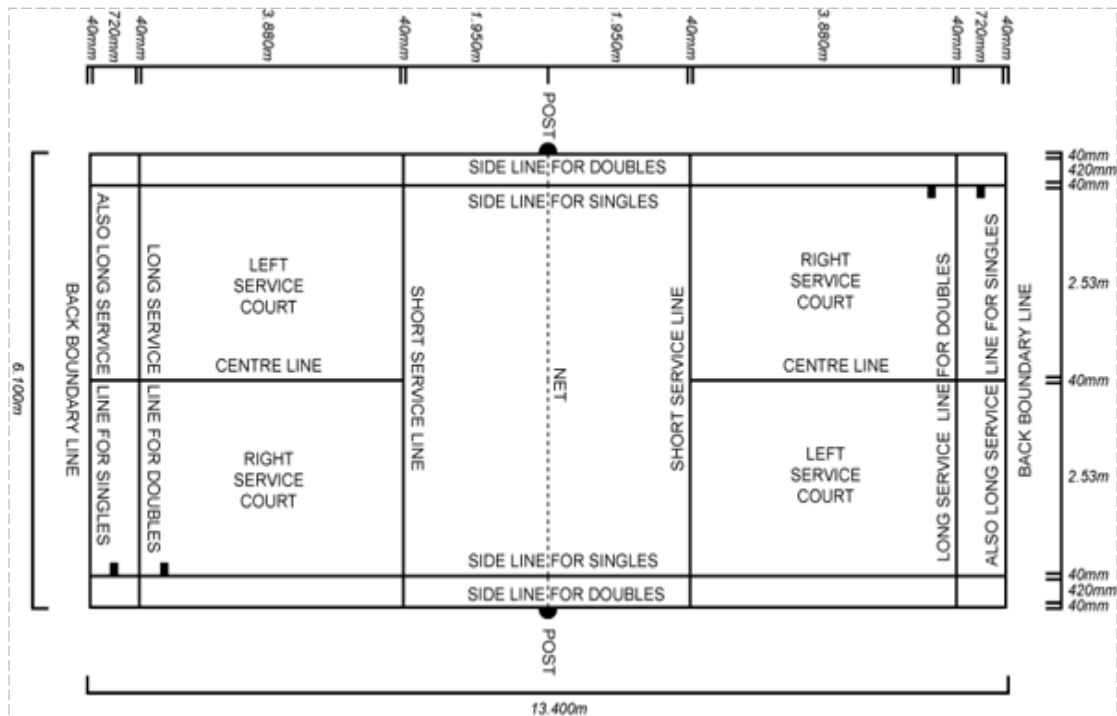 40mm
720mm
40mm
3.880m
40mm
1.950m
1.950m
40mm
3.880m
40mm
720mm
40mm
POST
SIDE LINE FOR DOUBLES
SIDE LINE FOR SINGLES
40mm
420mm
40mm
2.53m
40mm
2.53m
40mm
420mm
40mm
6.100m
BACK BOUNDARY LINE
ALSO LONG SERVICE LINE FOR SINGLES
LONG SERVICE LINE FOR DOUBLES
LEFT
SERVICE
COURT
CENTRE LINE
RIGHT
SERVICE
COURT
SHORT SERVICE LINE
NET
SHORT SERVICE LINE
RIGHT
SERVICE
COURT
CENTRE LINE
LEFT
SERVICE
COURT
LONG SERVICE LINE FOR DOUBLES
ALSO LONG SERVICE LINE FOR SINGLES
BACK BOUNDARY LINE
SIDE LINE FOR SINGLES
SIDE LINE FOR DOUBLES
POST
13.400m